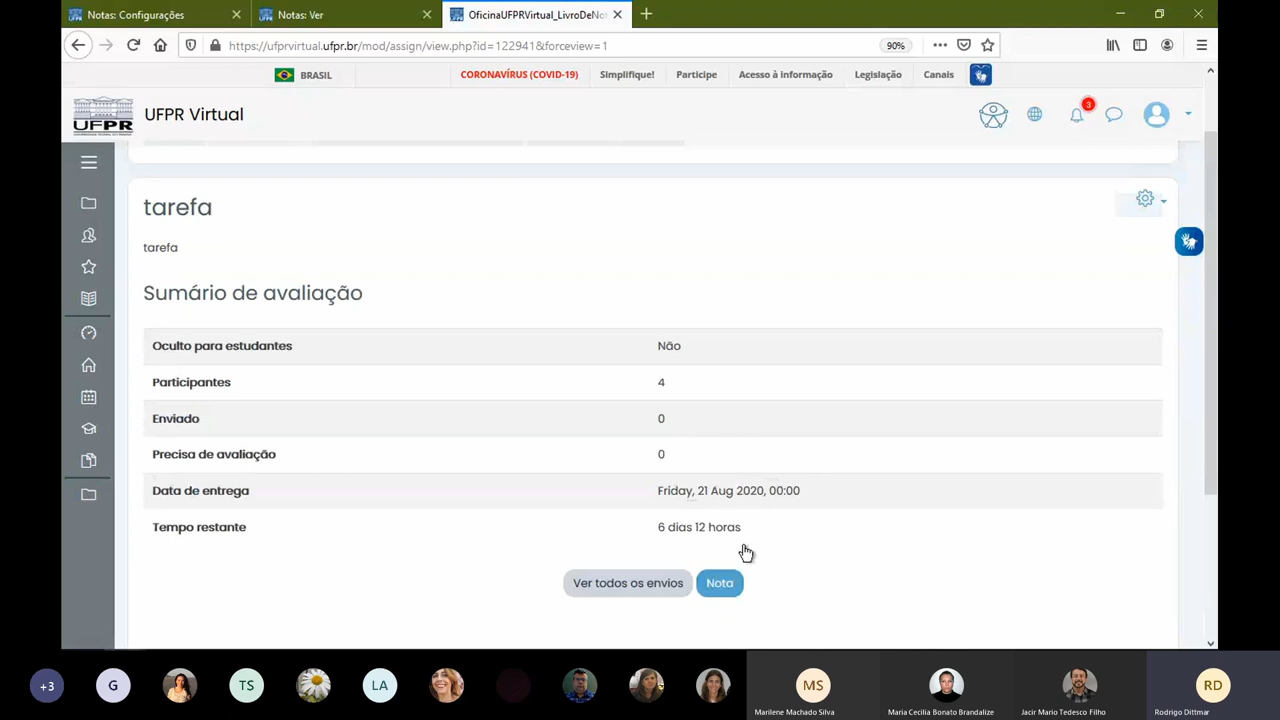 Notas: Configurações
Notas: Ver
OficinaUFPRVirtual_LivroDeNo
https://ufprvirtual.ufpr.br/mod/assign/view.php?id=122941&forceview=1
90%
BRASIL
CORONAVÍRUS (COVID-19)
Simplifique!
Participe
Acesso à informação
Legislação
Canais
UFPR
UFPR Virtual
3
tarefa
tarefa
Sumário de avaliação
Oculto para estudantes
Não
Participantes
4
Enviado
0
Precisa de avaliação
0
Data de entrega
Friday, 21 Aug 2020, 00:00
Tempo restante
6 dias 12 horas
Ver todos os envios
Nota
+3
G
TS
LA
MS
RD
Marilene Machado Silva
Maria Cecilia Bonato Brandalize
Jacir Mario Tedesco Filho
Rodrigo Dittmar